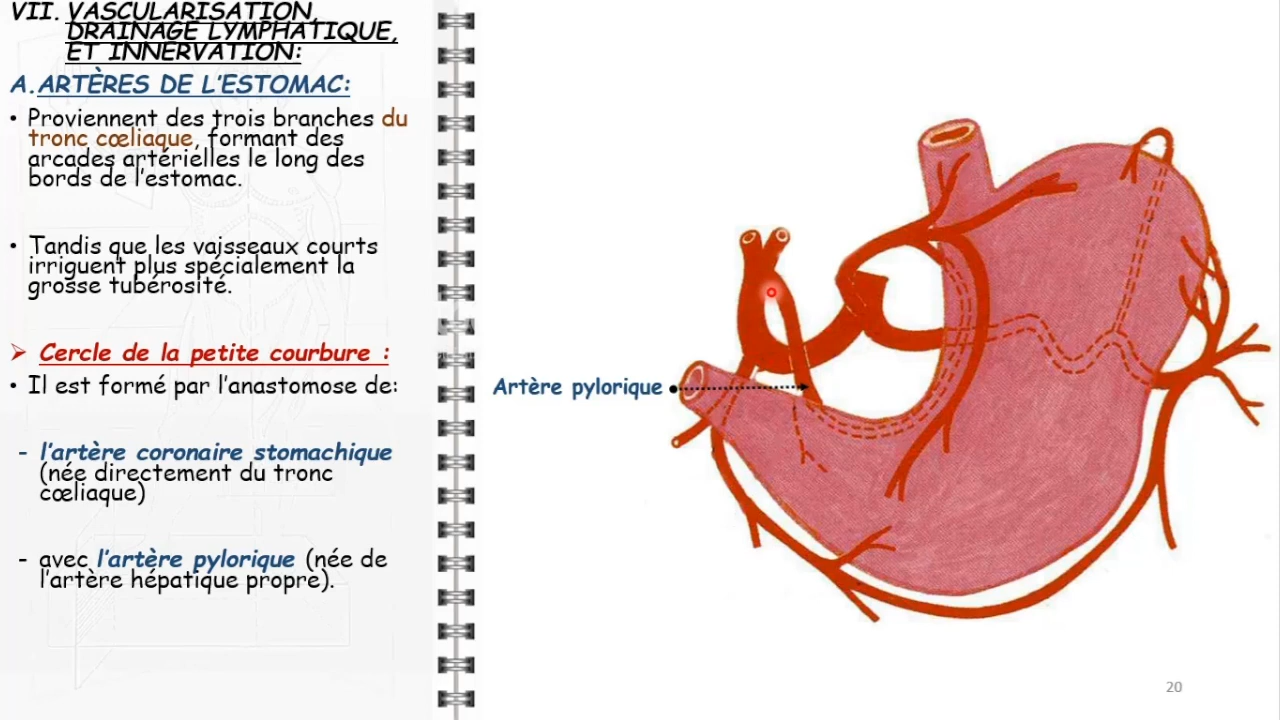 VII. VASCULARISATION,
DRAINAGE LYMPHATIQUE,
ET INNERVATION:
A. ARTÈRES DE L'ESTOMAC:
• Proviennent des trois branches du
tronc cœliaque, formant des
arcades artérielles le long des
bords de l'estomac.
• Tandis que les vaisseaux courts
irriguent plus spécialement la
grosse tubérosité.
➢ Cercle de la petite courbure :
• Il est formé par l'anastomose de:
- l'artère coronaire stomachique
(née directement du tronc
cœliaque)
- avec l'artère pylorique (née de
l'artère hépatique propre).
Artère pylorique
20